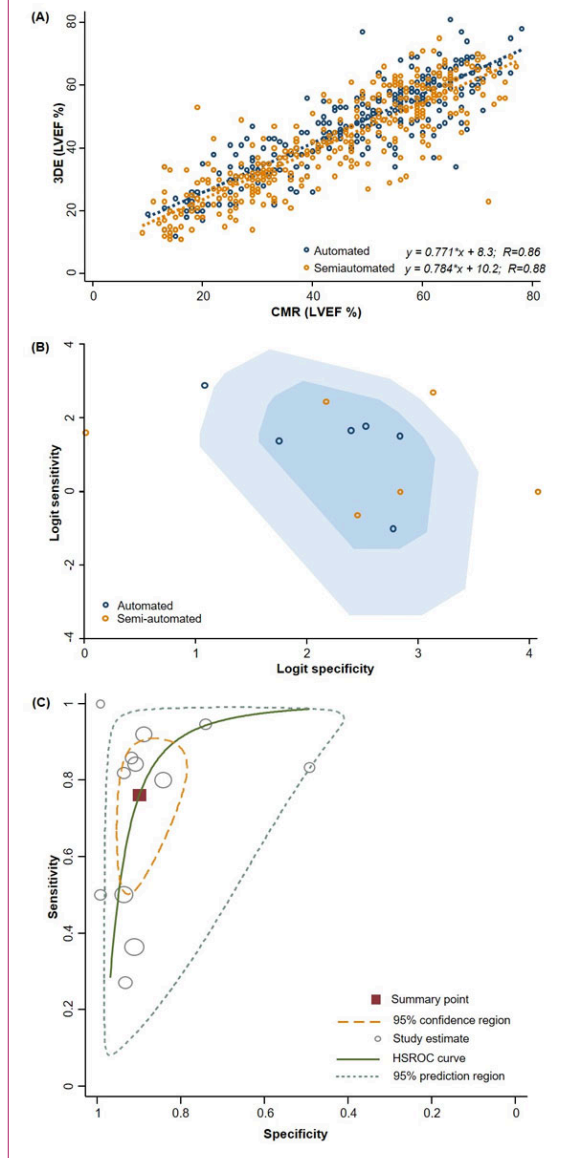 (A)
80
60
40
20
0
3DE (LVEF %)
Automated y = 0.771*x + 8.3; R=0.86
Semiautomated y = 0.784*x + 10.2; R=0.88
0 20 40 60 80
CMR (LVEF %)
(B)
4
2
0
-2
-4
Logit sensitivity
Automated
Semi-automated
0 1 2 3 4
Logit specificity
(C)
1
0.8
0.6
0.4
0.2
0
Sensitivity
Summary point
95% confidence region
Study estimate
HSROC curve
95% prediction region
1 0.8 0.6 0.4 0.2 0
Specificity